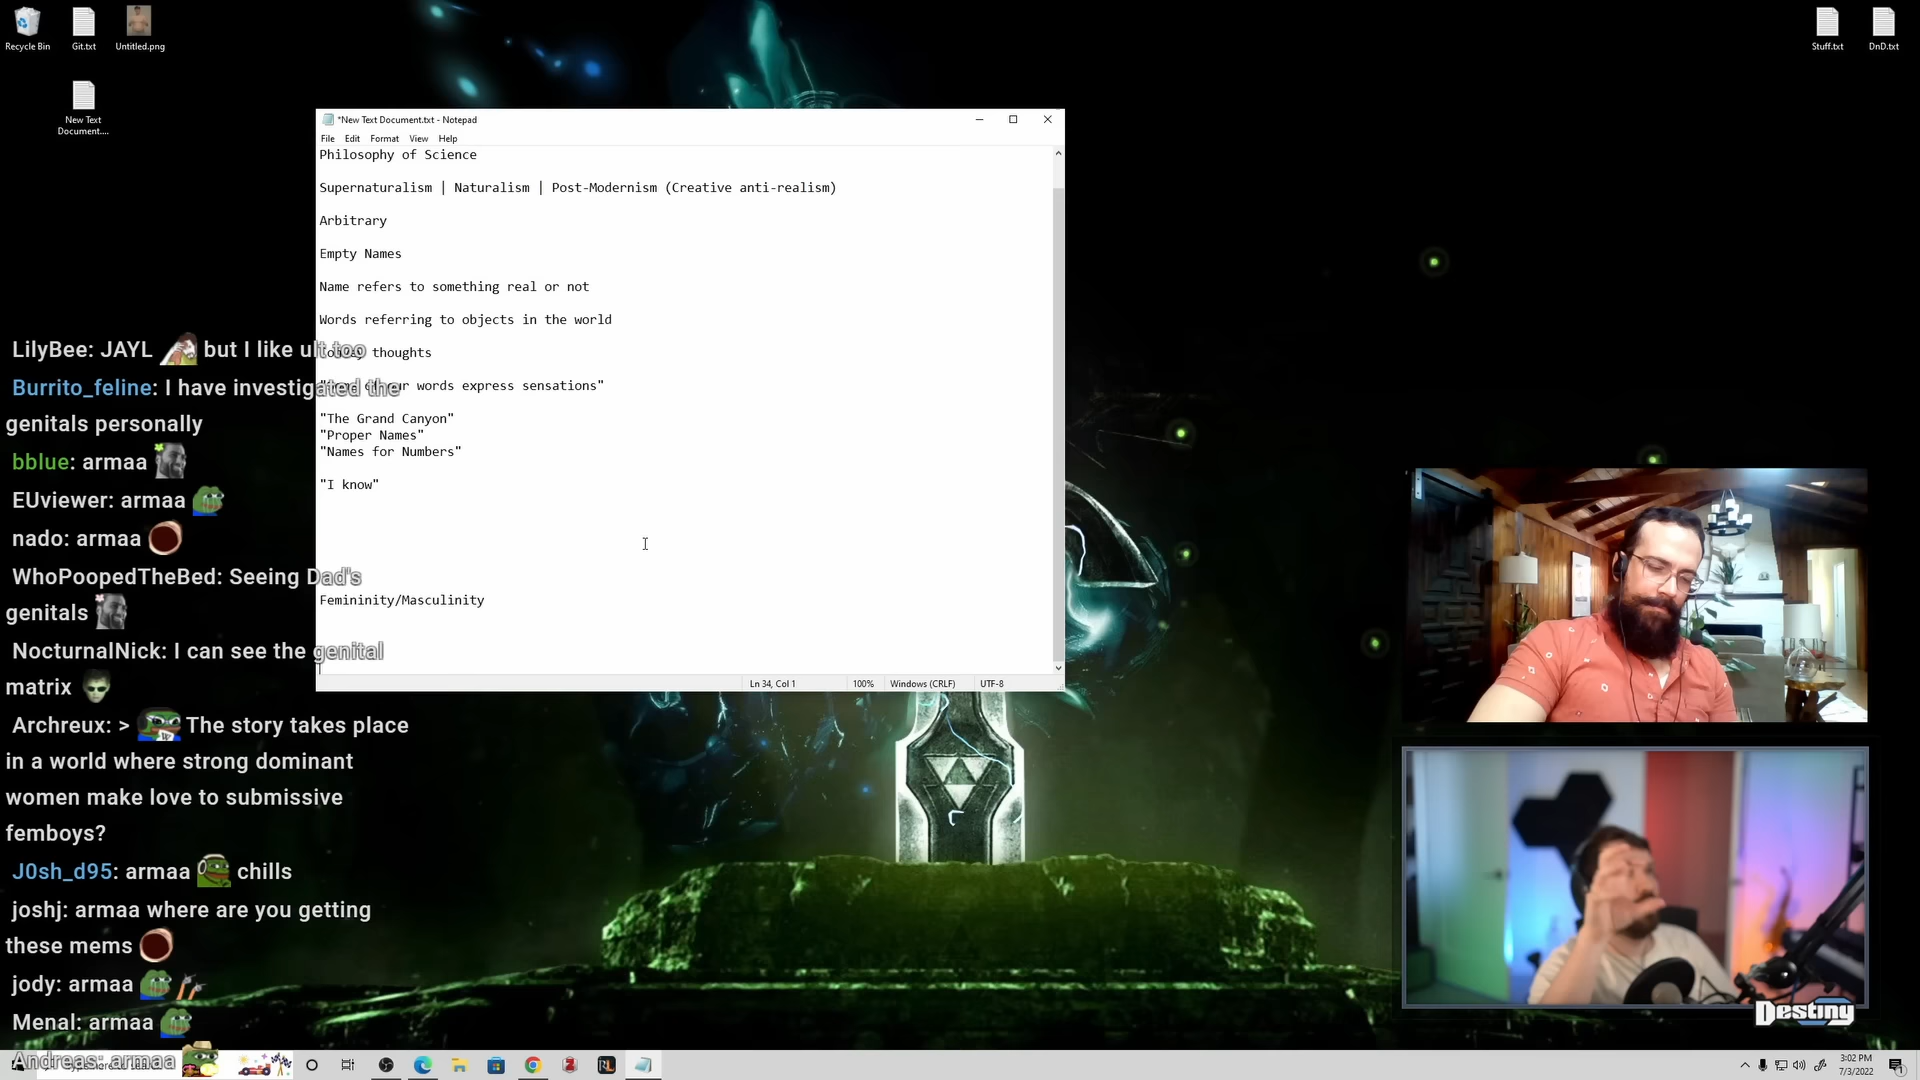 Recycle Bin
Git.txt
Untitled.png
Stuff.txt
DnD.txt
New Text
Document....
*New Text Document.txt - Notepad
File Edit Format View Help
Philosophy of Science
Supernaturalism | Naturalism | Post-Modernism (Creative anti-realism)
Arbitrary
Empty Names
Name refers to something real or not
Words referring to objects in the world
thoughts
words express sensations"
"The Grand Canyon"
"Proper Names"
"Names for Numbers"
"I know"
Femininity/Masculinity
Ln 34, Col 1
100%
Windows (CRLF)
UTF-8
LilyBee: JAYL but I like ult too
Burrito_feline: I have investigated the
genitals personally
bblue: armaa
EUviewer: armaa
nado: armaa
WhoPoopedTheBed: Seeing Dad's
genitals
NocturnalNick: I can see the genital
matrix
Archreux: > The story takes place
in a world where strong dominant
women make love to submissive
femboys?
J0sh_d95: armaa chills
joshj: armaa where are you getting
these mems
jody: armaa
Menal: armaa
Andreas: armaa
Destiny
3:02 PM
7/3/2022